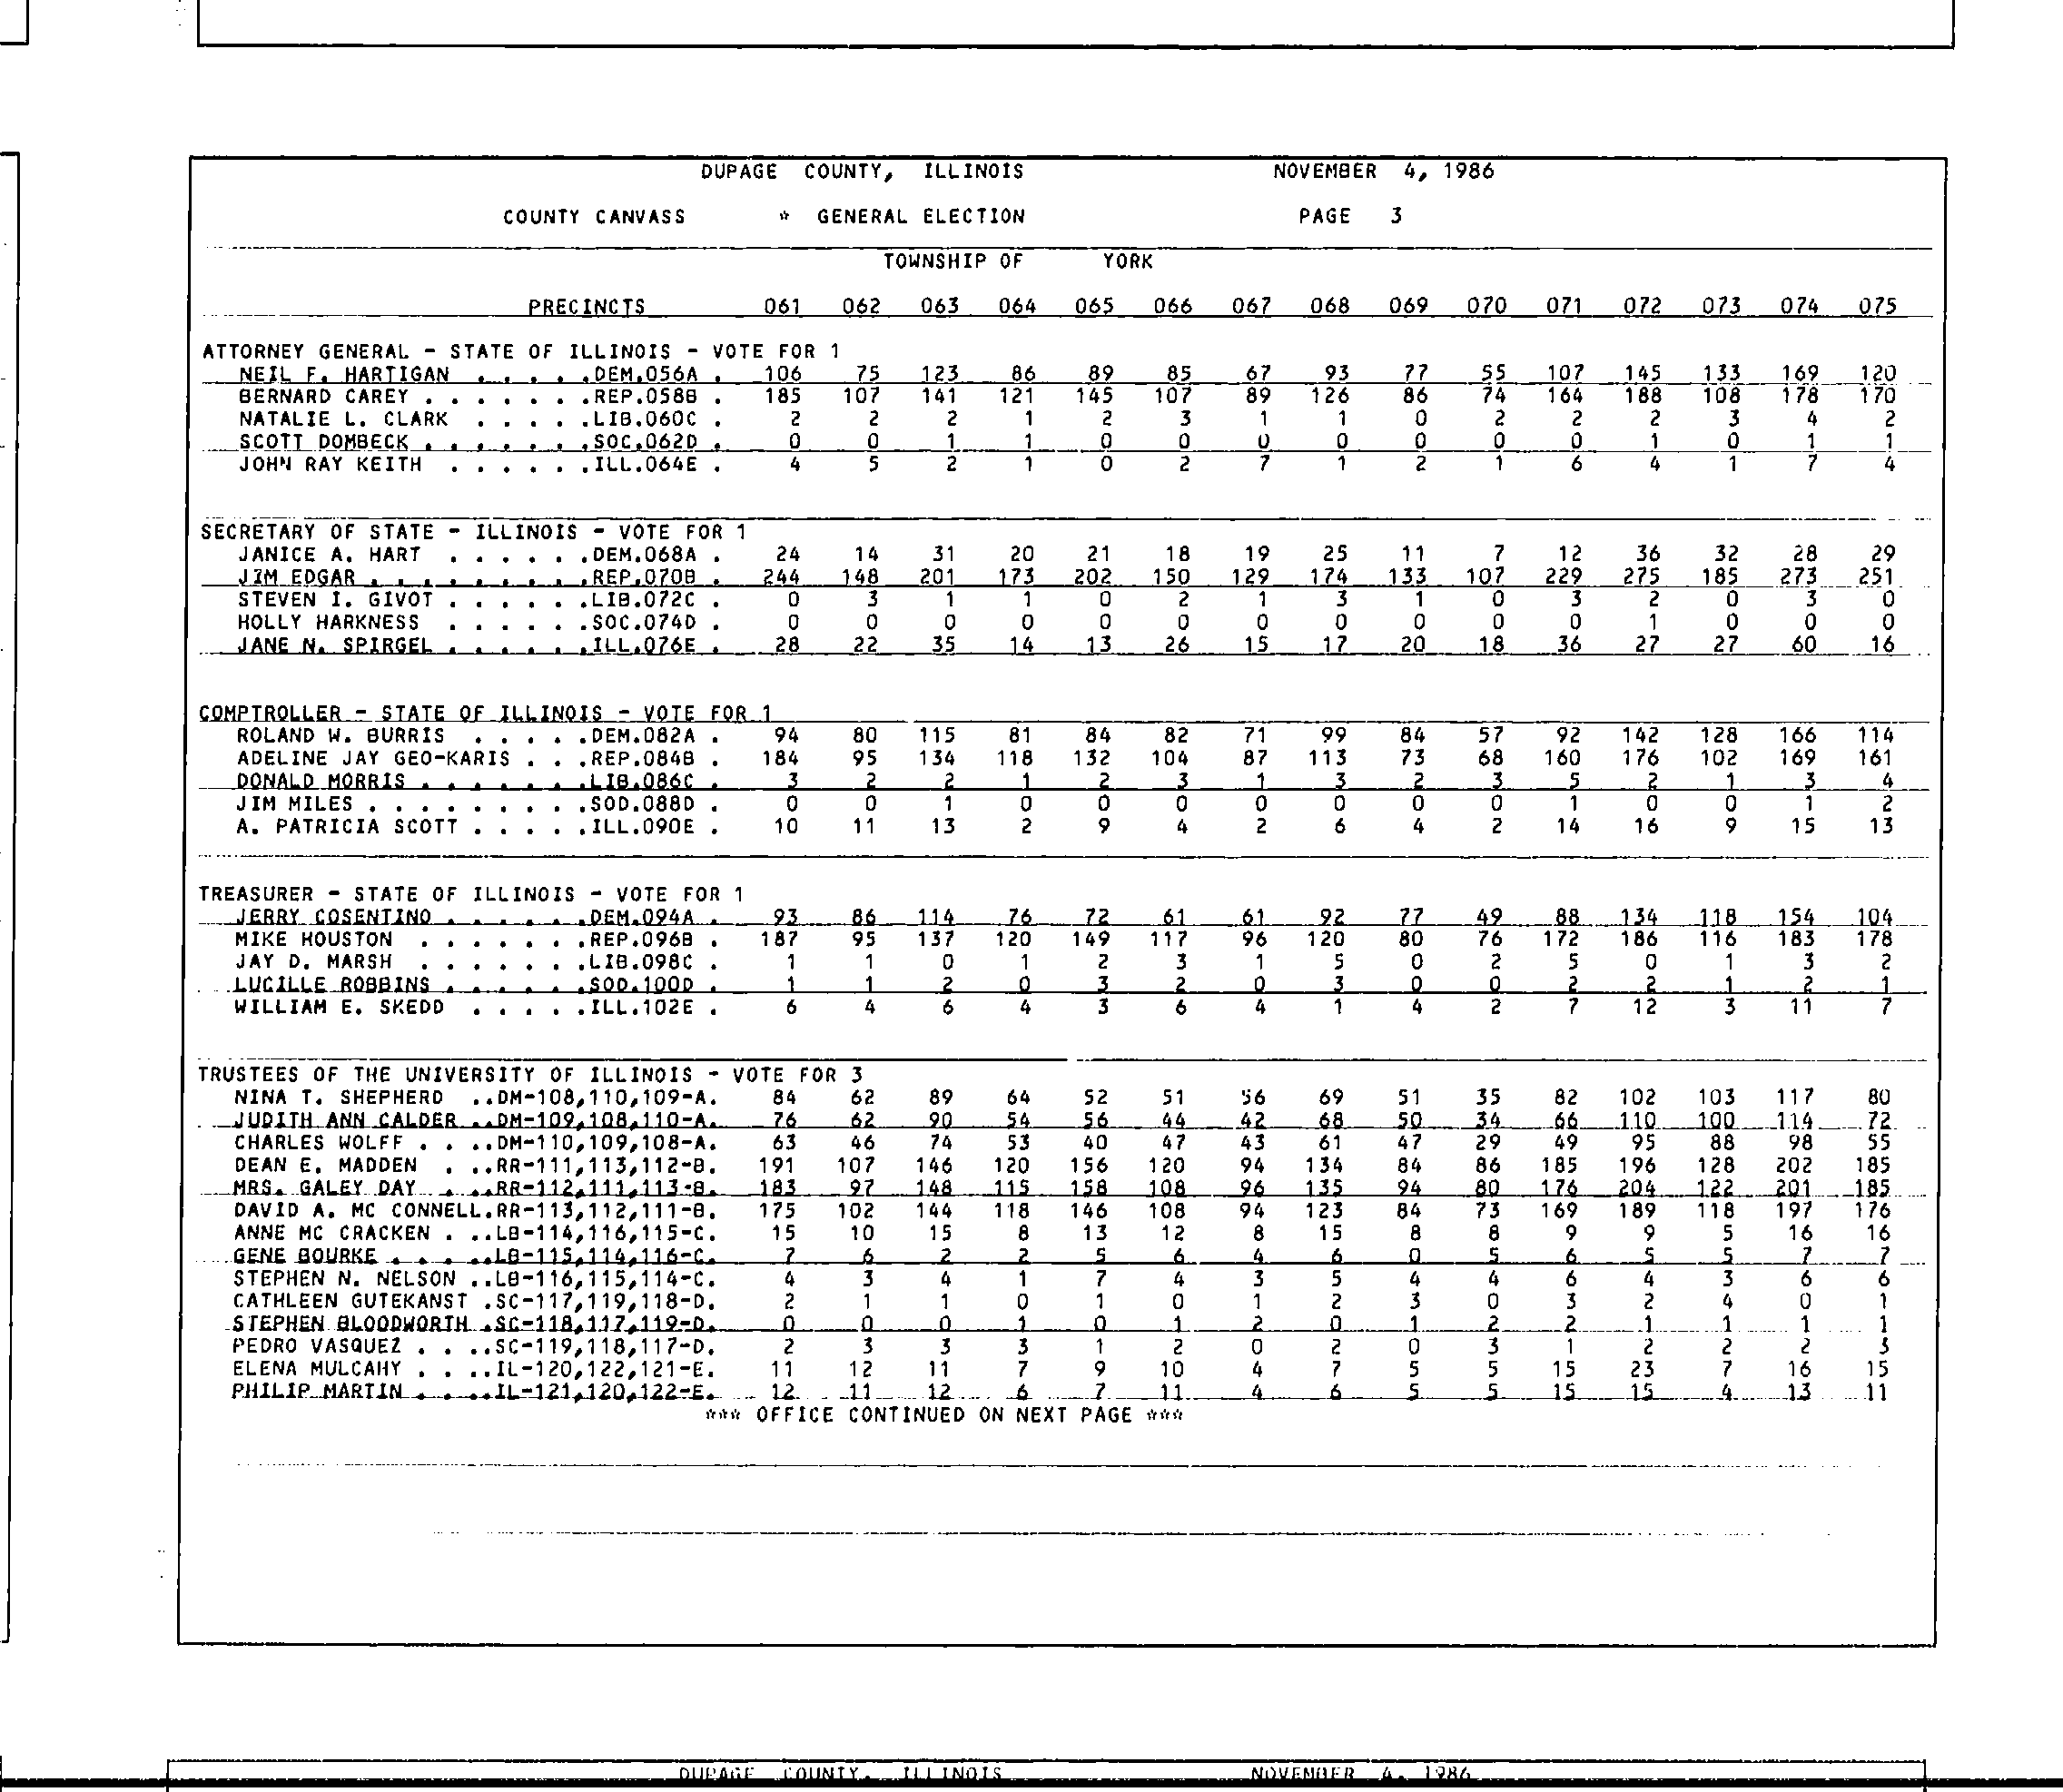 DUPAGE COUNTY, ILLINOIS NOVEMBER 4, 1986
COUNTY CANVASS * GENERAL ELECTION PAGE 3
TOWNSHIP OF YORK
PRECINCTS 061 062 063 064 065 066 067 068 069 070 071 072 073 074 075
ATTORNEY GENERAL - STATE OF ILLINOIS - VOTE FOR 1
NEIL F. HARTIGAN . . . . .DEM.056A . 106 75 123 86 89 85 67 93 77 55 107 145 133 169 120
BERNARD CAREY . . . . . . .REP.058B . 185 107 141 121 145 107 89 126 86 74 164 188 108 178 170
NATALIE L. CLARK . . . . .LIB.060C . 2 2 2 1 2 3 1 1 0 2 2 2 3 4 2
SCOTT DOMBECK . . . . . . .SOC.062D . 0 0 1 1 0 0 0 0 0 0 0 1 0 1 1
JOHN RAY KEITH . . . . . .ILL.064E . 4 5 2 1 0 2 7 1 2 1 6 4 1 7 4
SECRETARY OF STATE - ILLINOIS - VOTE FOR 1
JANICE A. HART . . . . . .DEM.068A . 24 14 31 20 21 18 19 25 11 7 12 36 32 28 29
JIM EDGAR . . . . . . . . .REP.070B . 244 148 201 173 202 150 129 174 133 107 229 275 185 273 251
STEVEN I. GIVOT . . . . . .LIB.072C . 0 3 1 1 0 2 1 3 1 0 3 2 0 3 0
HOLLY HARKNESS . . . . . .SOC.074D . 0 0 0 0 0 0 0 0 0 0 0 1 0 0 0
JANE N. SPIRGEL . . . . . .ILL.076E . 28 22 35 14 13 26 15 17 20 18 36 27 27 60 16
COMPTROLLER - STATE OF ILLINOIS - VOTE FOR 1
ROLAND W. BURRIS . . . . .DEM.082A . 94 80 115 81 84 82 71 99 84 57 92 142 128 166 114
ADELINE JAY GEO-KARIS . . .REP.084B . 184 95 134 118 132 104 87 113 73 68 160 176 102 169 161
DONALD MORRIS . . . . . . .LIB.086C . 3 2 2 1 2 3 1 3 2 3 5 2 1 3 4
JIM MILES . . . . . . . . .SOD.088D . 0 0 1 0 0 0 0 0 0 0 1 0 0 1 2
A. PATRICIA SCOTT . . . . .ILL.090E . 10 11 13 2 9 4 2 6 4 2 14 16 9 15 13
TREASURER - STATE OF ILLINOIS - VOTE FOR 1
JERRY COSENTINO . . . . . .DEM.094A . 93 86 114 76 72 61 61 92 77 49 88 134 118 154 104
MIKE HOUSTON . . . . . . .REP.096B . 187 95 137 120 149 117 96 120 80 76 172 186 116 183 178
JAY D. MARSH . . . . . . .LIB.098C . 1 1 0 1 2 3 1 5 0 2 5 0 1 3 2
LUCILLE ROBBINS . . . . . .SOD.100D . 1 1 2 0 3 2 0 3 0 0 2 2 1 2 1
WILLIAM E. SKEDD . . . . .ILL.102E . 6 4 6 4 3 6 4 1 4 2 7 12 3 11 7
TRUSTEES OF THE UNIVERSITY OF ILLINOIS - VOTE FOR 3
NINA T. SHEPHERD ..DM-108,110,109-A. 84 62 89 64 52 51 56 69 51 35 82 102 103 117 80
JUDITH ANN CALDER ..DM-109,108,110-A. 76 62 90 54 56 44 42 68 50 34 66 110 100 114 72
CHARLES WOLFF . . ..DM-110,109,108-A. 63 46 74 53 40 47 43 61 47 29 49 95 88 98 55
DEAN E. MADDEN . ..RR-111,113,112-B. 191 107 146 120 156 120 94 134 84 86 185 196 128 202 185
MRS. GALEY DAY . ..RR-112,111,113-B. 183 97 148 115 158 108 96 135 94 80 176 204 122 201 185
DAVID A. MC CONNELL.RR-113,112,111-B. 175 102 144 118 146 108 94 123 84 73 169 189 118 197 176
ANNE MC CRACKEN . ..LB-114,116,115-C. 15 10 15 8 13 12 8 15 8 8 9 9 5 16 16
GENE BOURKE . . . ..LB-115,114,116-C. 7 6 2 2 5 6 4 6 0 5 6 5 5 7 7
STEPHEN N. NELSON ..LB-116,115,114-C. 4 3 4 1 7 4 3 5 4 4 6 4 3 6 6
CATHLEEN GUTEKANST .SC-117,119,118-D. 2 1 1 0 1 0 1 2 3 0 3 2 4 0 1
STEPHEN BLOODWORTH .SC-118,117,119-D. 0 0 0 1 0 1 2 0 1 2 2 1 1 1 1
PEDRO VASQUEZ . . ..SC-119,118,117-D. 2 3 3 3 1 2 0 2 0 3 1 2 2 2 3
ELENA MULCAHY . . ..IL-120,122,121-E. 11 12 11 7 9 10 4 7 5 5 15 23 7 16 15
PHILIP MARTIN . . ..IL-121,120,122-E. 12 11 12 6 7 11 4 6 5 5 15 15 4 13 11
*** OFFICE CONTINUED ON NEXT PAGE ***
DUPAGE COUNTY, ILLINOIS NOVEMBER 4, 1986